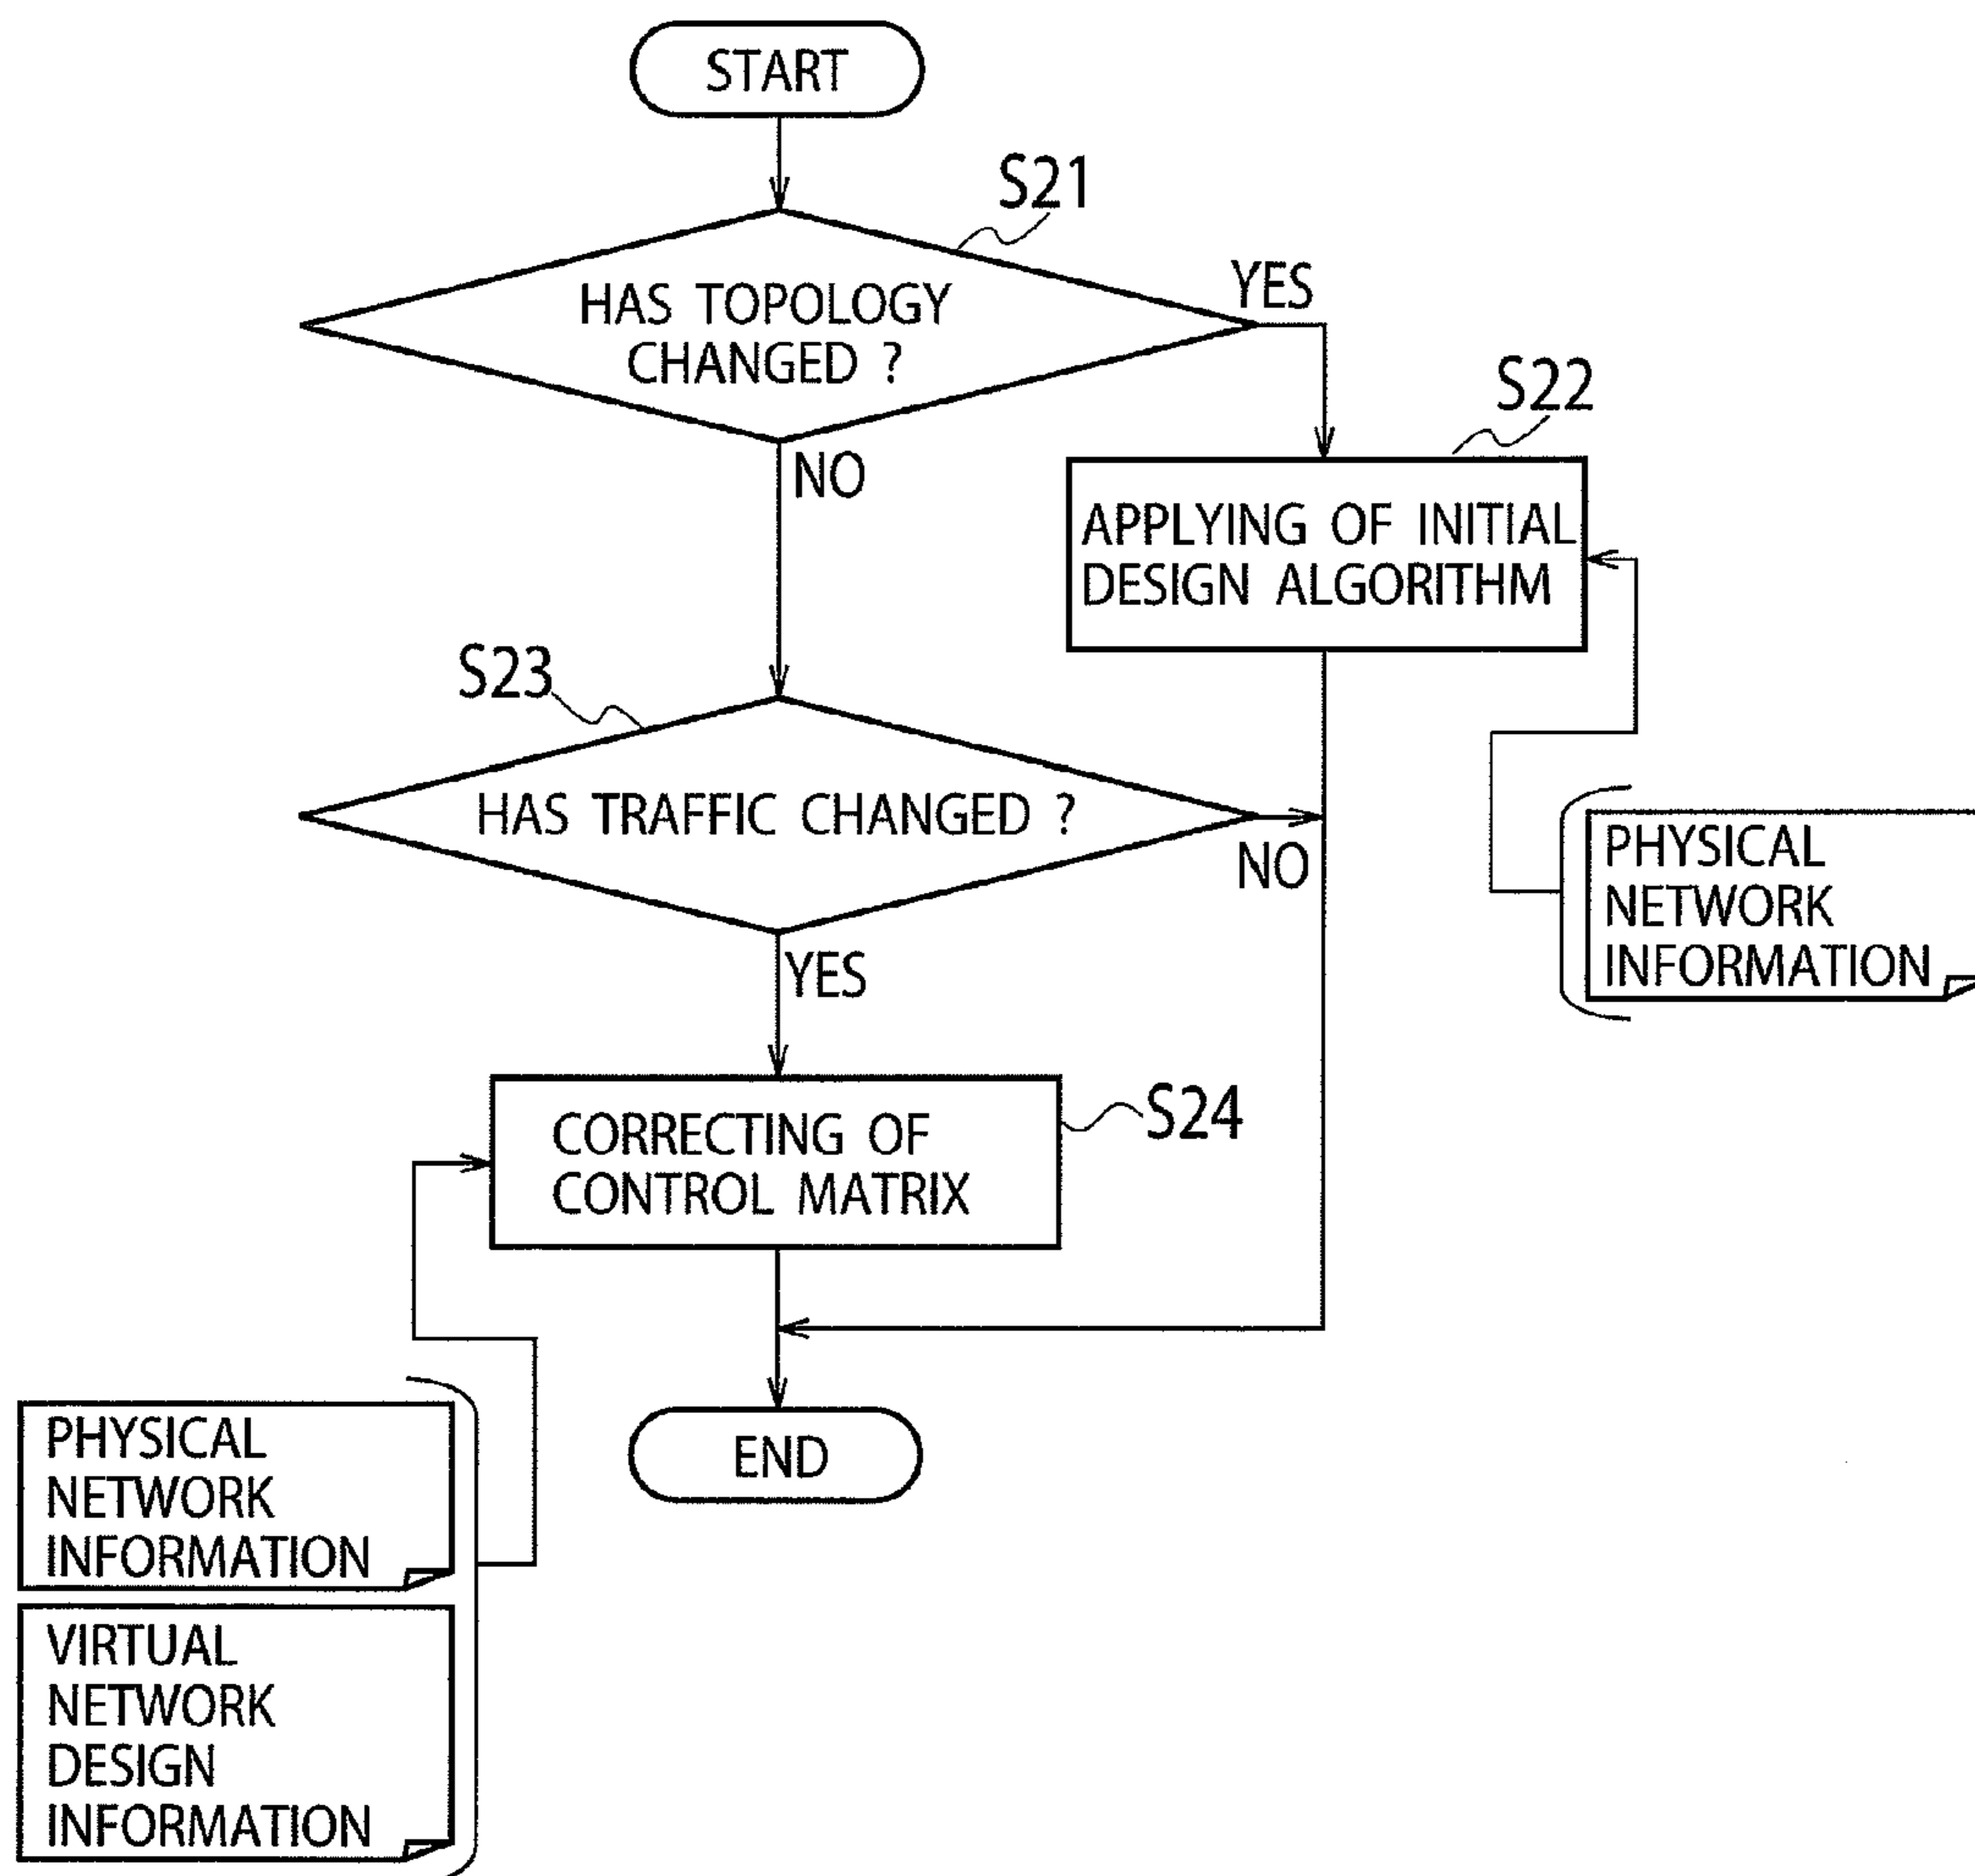 START
S21
HAS TOPOLOGY
CHANGED ?
YES
NO
S22
APPLYING OF INITIAL
DESIGN ALGORITHM
S23
HAS TRAFFIC CHANGED ?
NO
YES
PHYSICAL
NETWORK
INFORMATION
CORRECTING OF
CONTROL MATRIX
S24
END
PHYSICAL
NETWORK
INFORMATION
VIRTUAL
NETWORK
DESIGN
INFORMATION